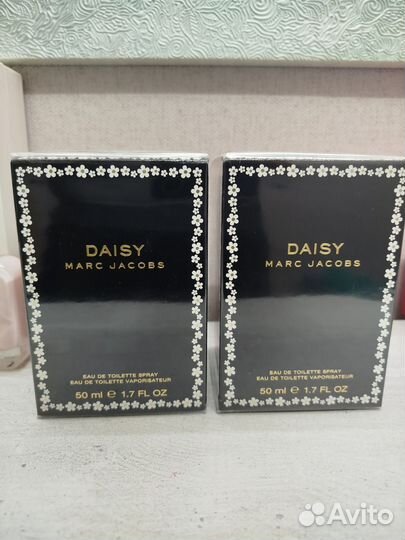 DAISY
MARC JACOBS
EAU DE TOILETTE SPRAY
EAU DE TOILETTE VAPORISATEUR
50 ml e 1.7 FL OZ
DAISY
MARC JACOBS
EAU DE TOILETTE SPRAY
EAU DE TOILETTE VAPORISATEUR
50 ml e 1.7 FL OZ
Avito